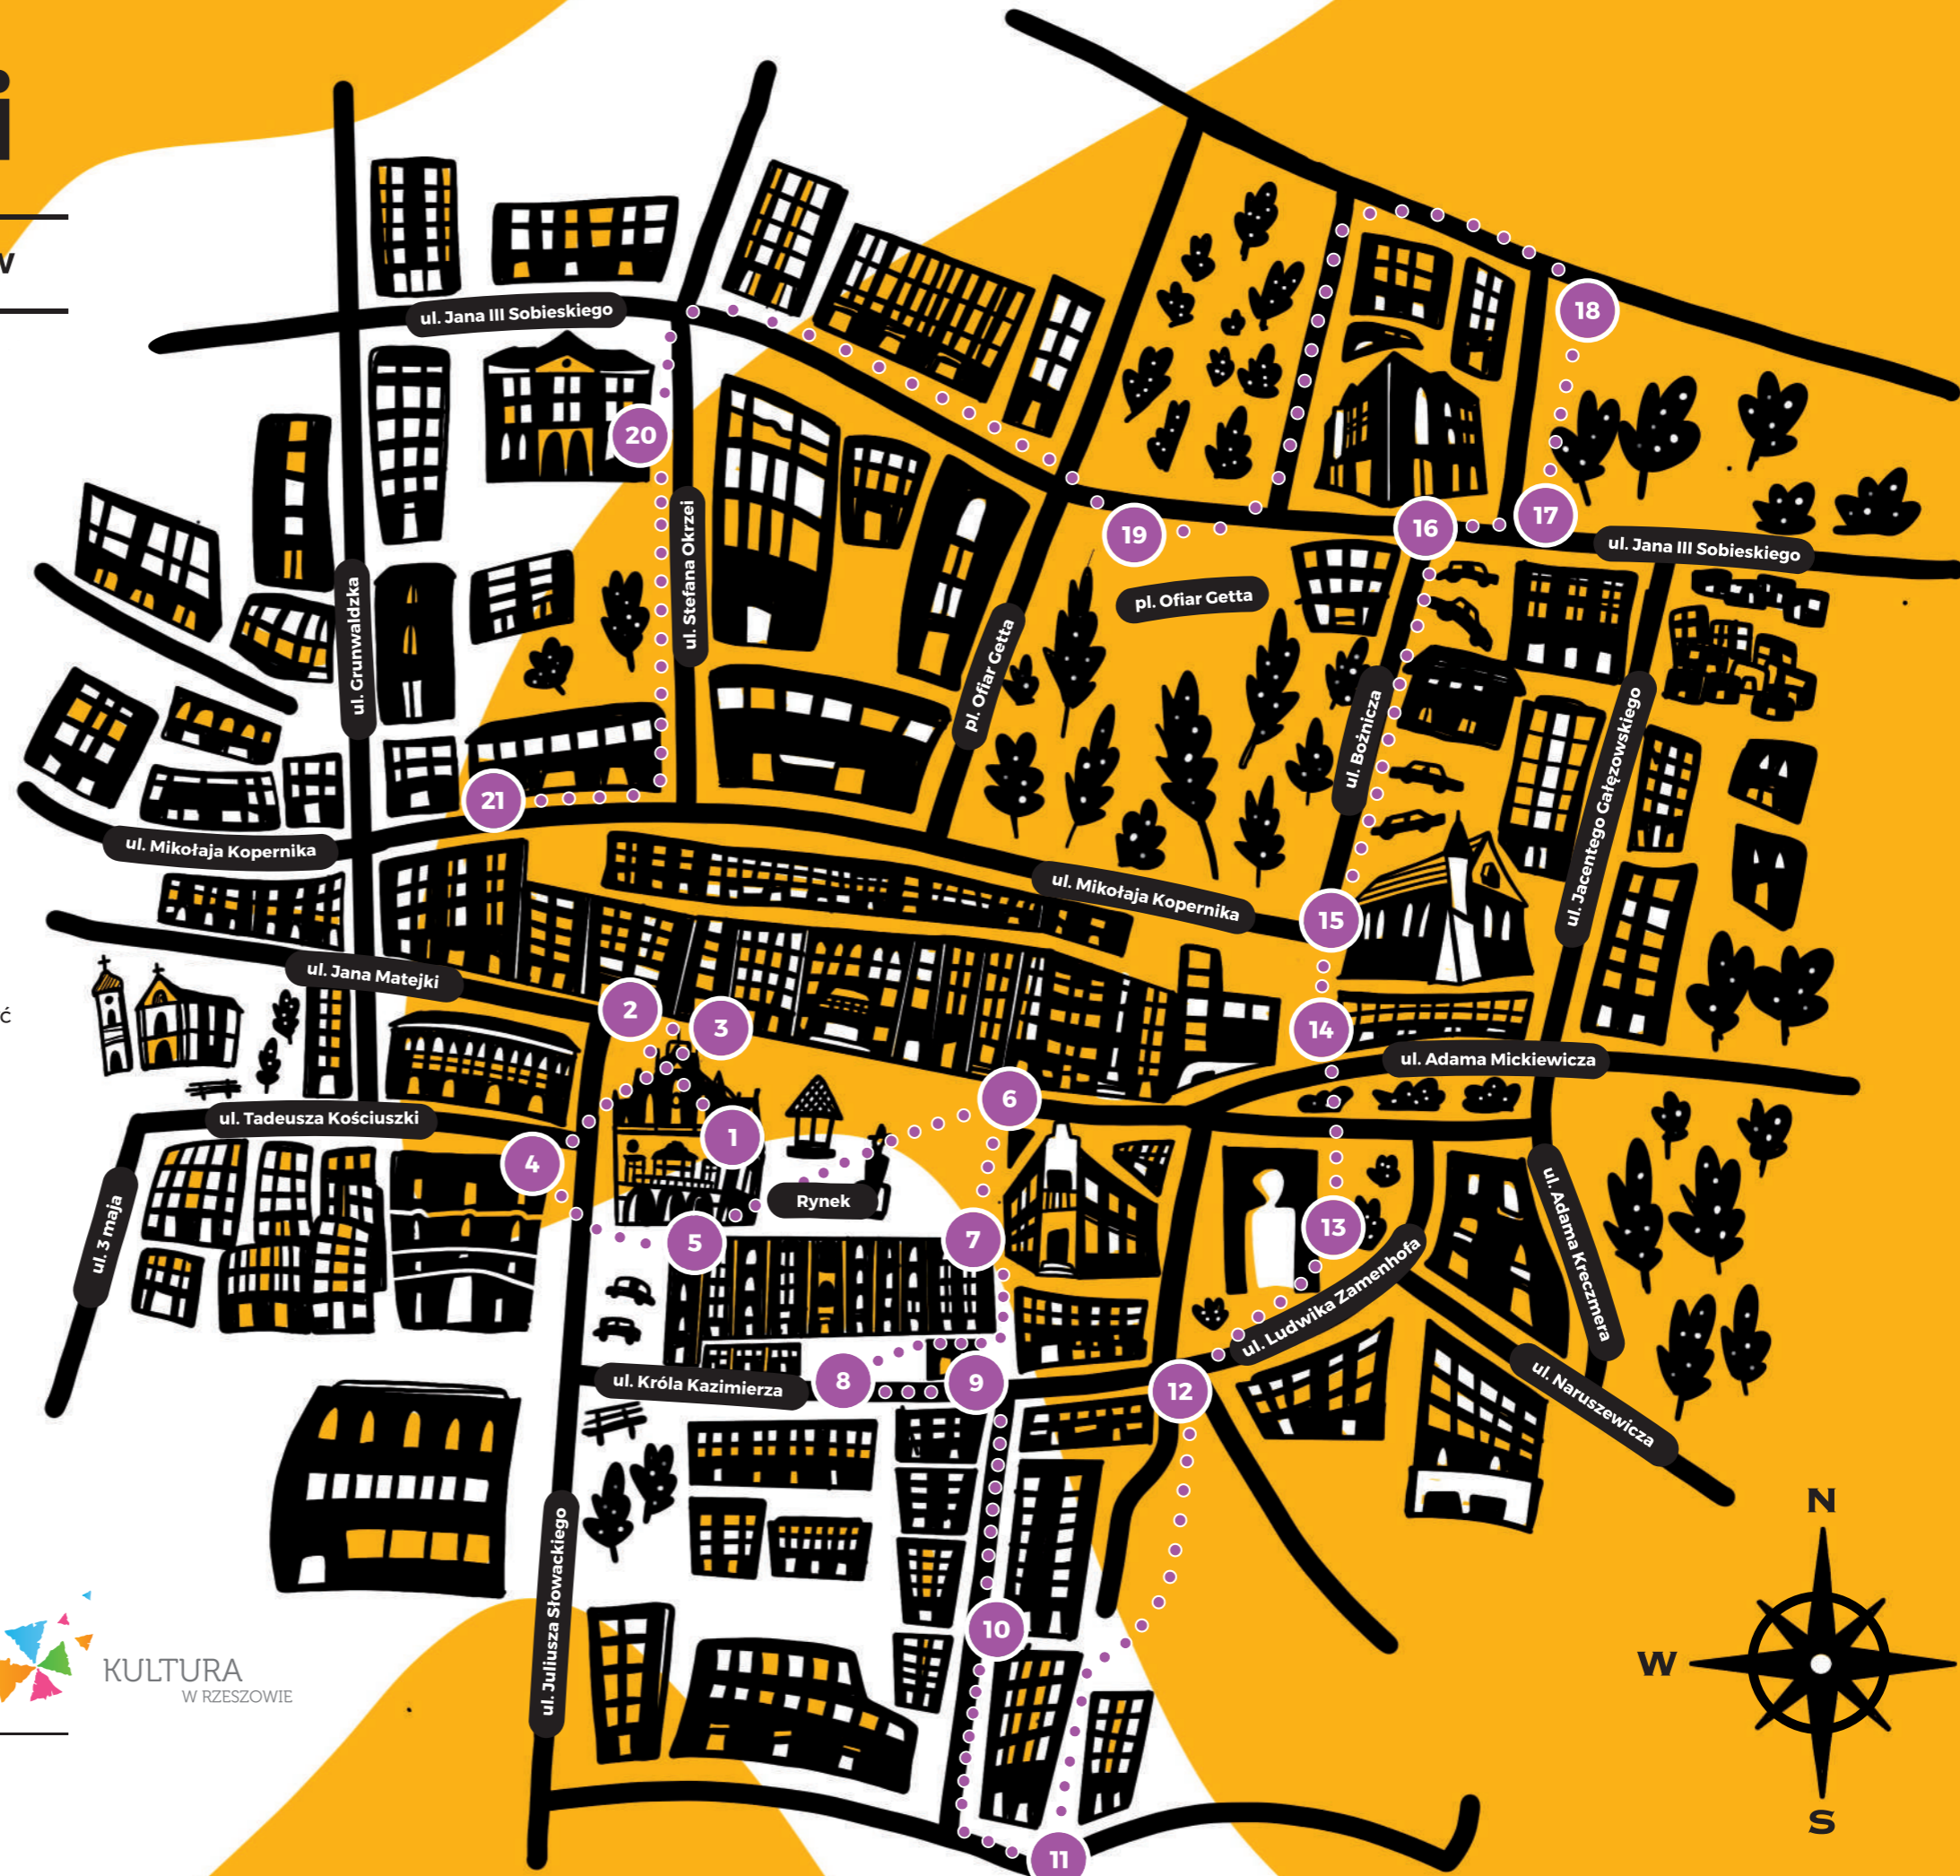 i
w
ul. Jana III Sobieskiego
18
20
ul. Stefana Okrzei
19
16
17
ul. Jana III Sobieskiego
pl. Ofiar Getta
ul. Grunwaldzka
pl. Ofiar Getta
ul. Bożnicza
ul. Jacentego Gałęzowskiego
21
ul. Mikołaja Kopernika
ul. Mikołaja Kopernika
15
ul. Jana Matejki
2
3
14
ć
ul. Adama Mickiewicza
6
ul. Tadeusza Kościuszki
1
4
Rynek
ul. 3 maja
5
7
13
ul. Adama Kreczmera
ul. Ludwika Zamenhofa
ul. Króla Kazimierza
8
9
12
ul. Naruszewicza
ul. Juliusza Słowackiego
10
11
N
W
S
KULTURA
W RZESZOWIE